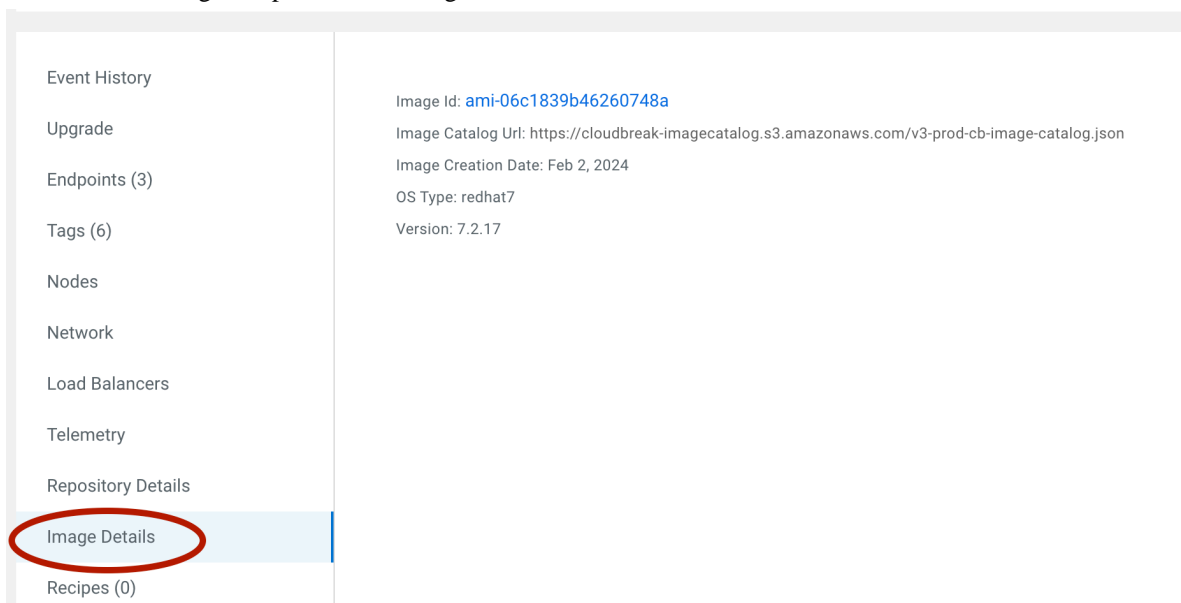 Event History
Upgrade
Endpoints (3)
Tags (6)
Nodes
Network
Load Balancers
Telemetry
Repository Details
Image Details
Recipes (0)
Image Id: ami-06c1839b46260748a
Image Catalog Url: https://cloudbreak-imagecatalog.s3.amazonaws.com/v3-prod-cb-image-catalog.json
Image Creation Date: Feb 2, 2024
OS Type: redhat7
Version: 7.2.17